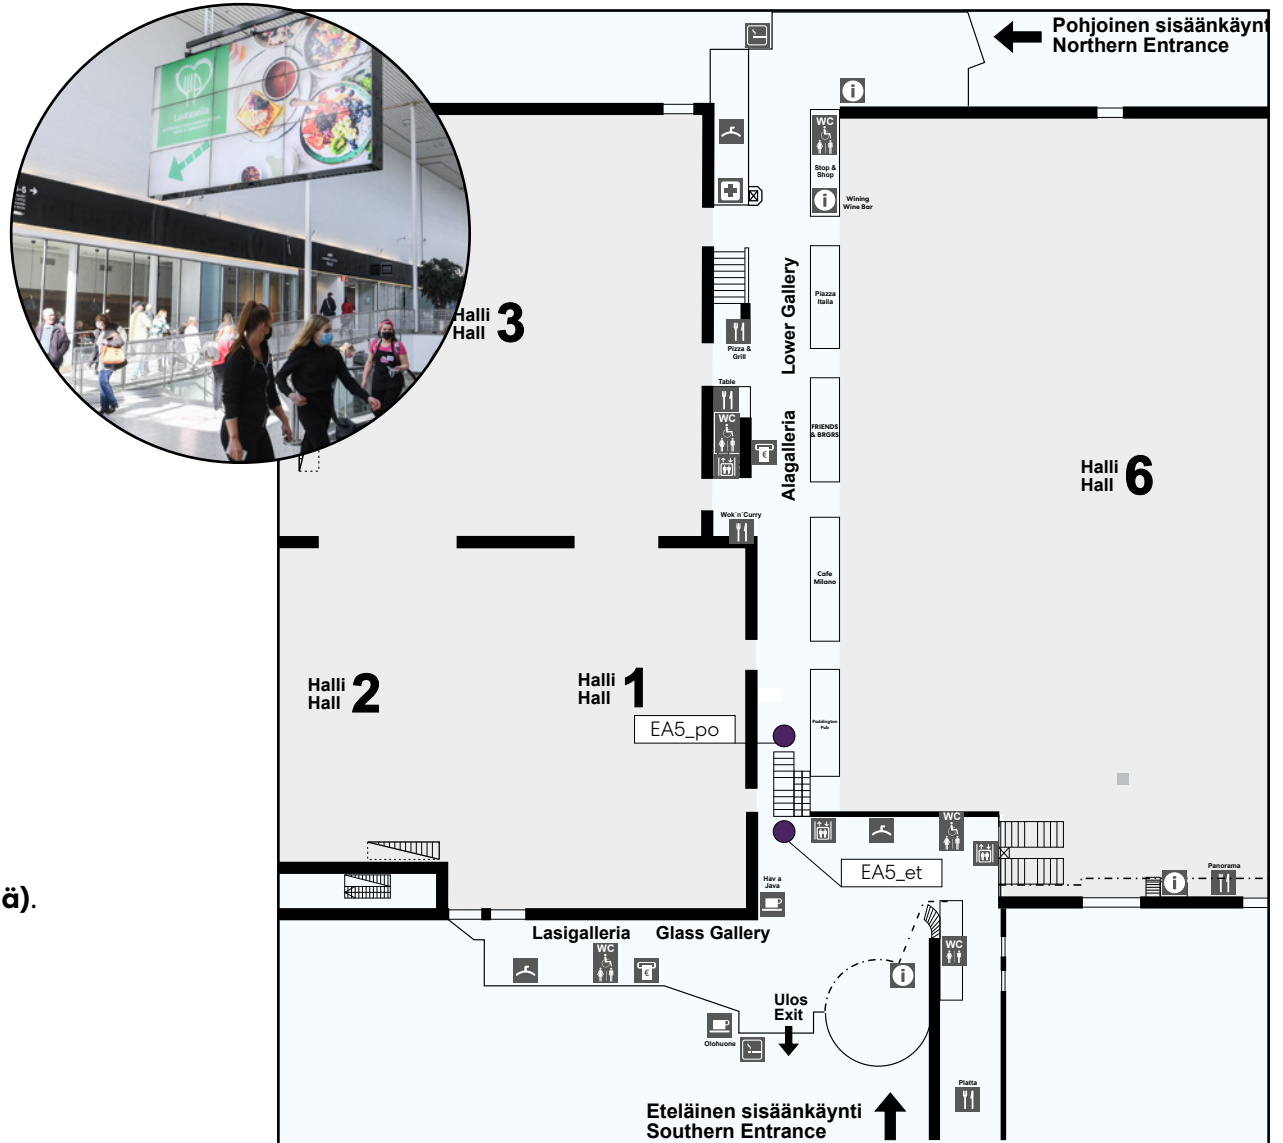 Pohjoinen sisäänkäynt
Northern Entrance
Lautasella
WC
Stop &
Shop
Wining
Wine Bar
Piazza
Italia
Lower Gallery
Alagalleria
Halli
Hall 3
Pizza &
Grill
Table
WC
€
FRIENDS
& BRGRS
Halli
Hall 6
Wok´n´Curry
Cafe
Milano
Halli
Hall 2
Halli
Hall 1
EA5_po
Paddington
Pub
WC
EA5_et
Panorama
Hav a
Java
ä).
Lasigalleria
Glass Gallery
WC
€
WC
Ulos
Exit
Olohuone
Platta
Eteläinen sisäänkäynti
Southern Entrance